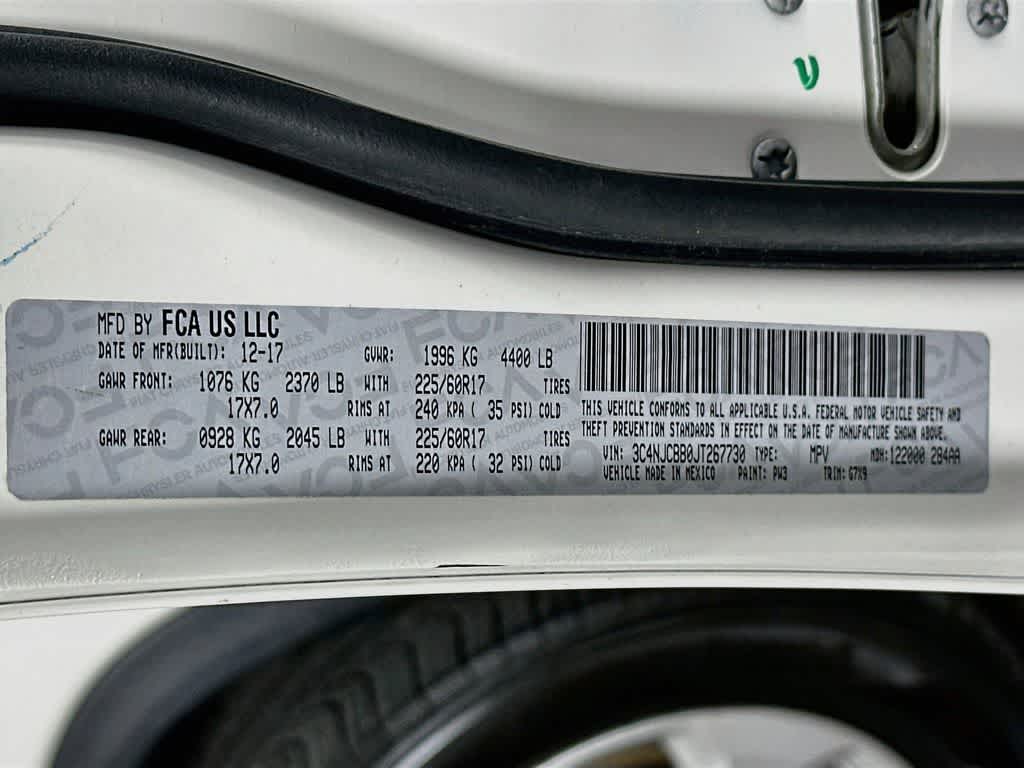 MFD BY FCA US LLC
DATE OF MFR(BUILT): 12-17 GVWR: 1996 KG 4400 LB
GAWR FRONT: 1076 KG 2370 LB WITH 225/60R17 TIRES
17X7.0 RIMS AT 240 KPA ( 35 PSI) COLD
GAWR REAR: 0928 KG 2045 LB WITH 225/60R17 TIRES
17X7.0 RIMS AT 220 KPA ( 32 PSI) COLD
THIS VEHICLE CONFORMS TO ALL APPLICABLE U.S.A. FEDERAL MOTOR VEHICLE SAFETY AND
THEFT PREVENTION STANDARDS IN EFFECT ON THE DATE OF MANUFACTURE SHOWN ABOVE.
VIN: 3C4NJCBB0JT267730 TYPE: MPV MDH: 122000 284AA
VEHICLE MADE IN MEXICO PAINT: PW3 TRIM: G7X9